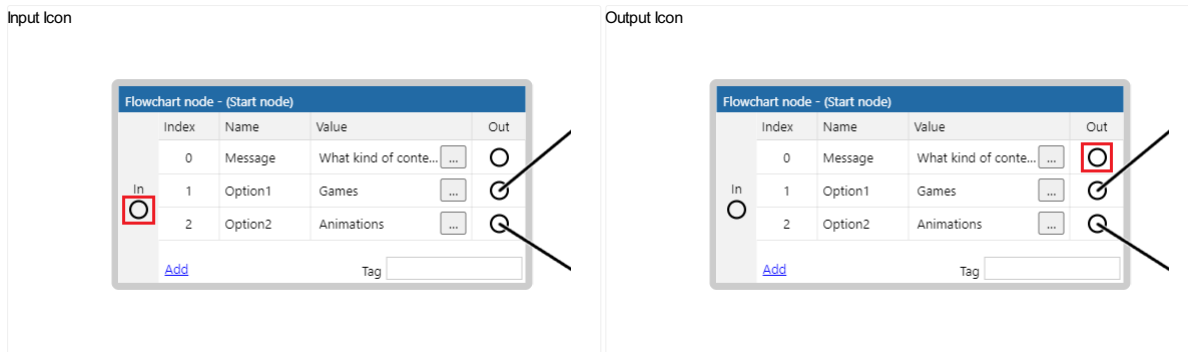 Input Icon
Flowchart node - (Start node)
Index Name Value Out
0 Message What kind of conte... ...
In
1 Option1 Games ...
2 Option2 Animations ...
Add Tag
Output Icon
Flowchart node - (Start node)
Index Name Value Out
0 Message What kind of conte... ...
In
1 Option1 Games ...
2 Option2 Animations ...
Add Tag